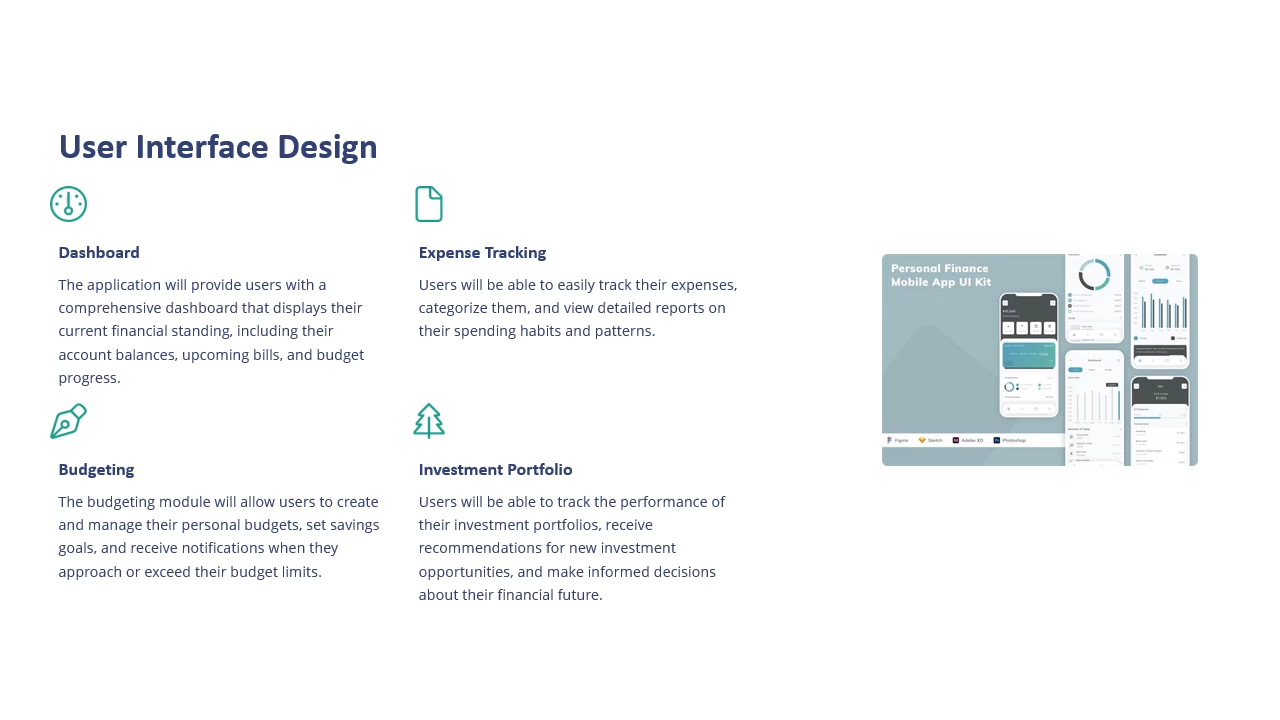 User Interface Design
Dashboard
The application will provide users with a
comprehensive dashboard that displays their
current financial standing, including their
account balances, upcoming bills, and budget
progress.
Expense Tracking
Users will be able to easily track their expenses,
categorize them, and view detailed reports on
their spending habits and patterns.
Budgeting
The budgeting module will allow users to create
and manage their personal budgets, set savings
goals, and receive notifications when they
approach or exceed their budget limits.
Investment Portfolio
Users will be able to track the performance of
their investment portfolios, receive
recommendations for new investment
opportunities, and make informed decisions
about their financial future.
Personal Finance
Mobile App UI Kit
Figma Sketch Adobe XD Photoshop